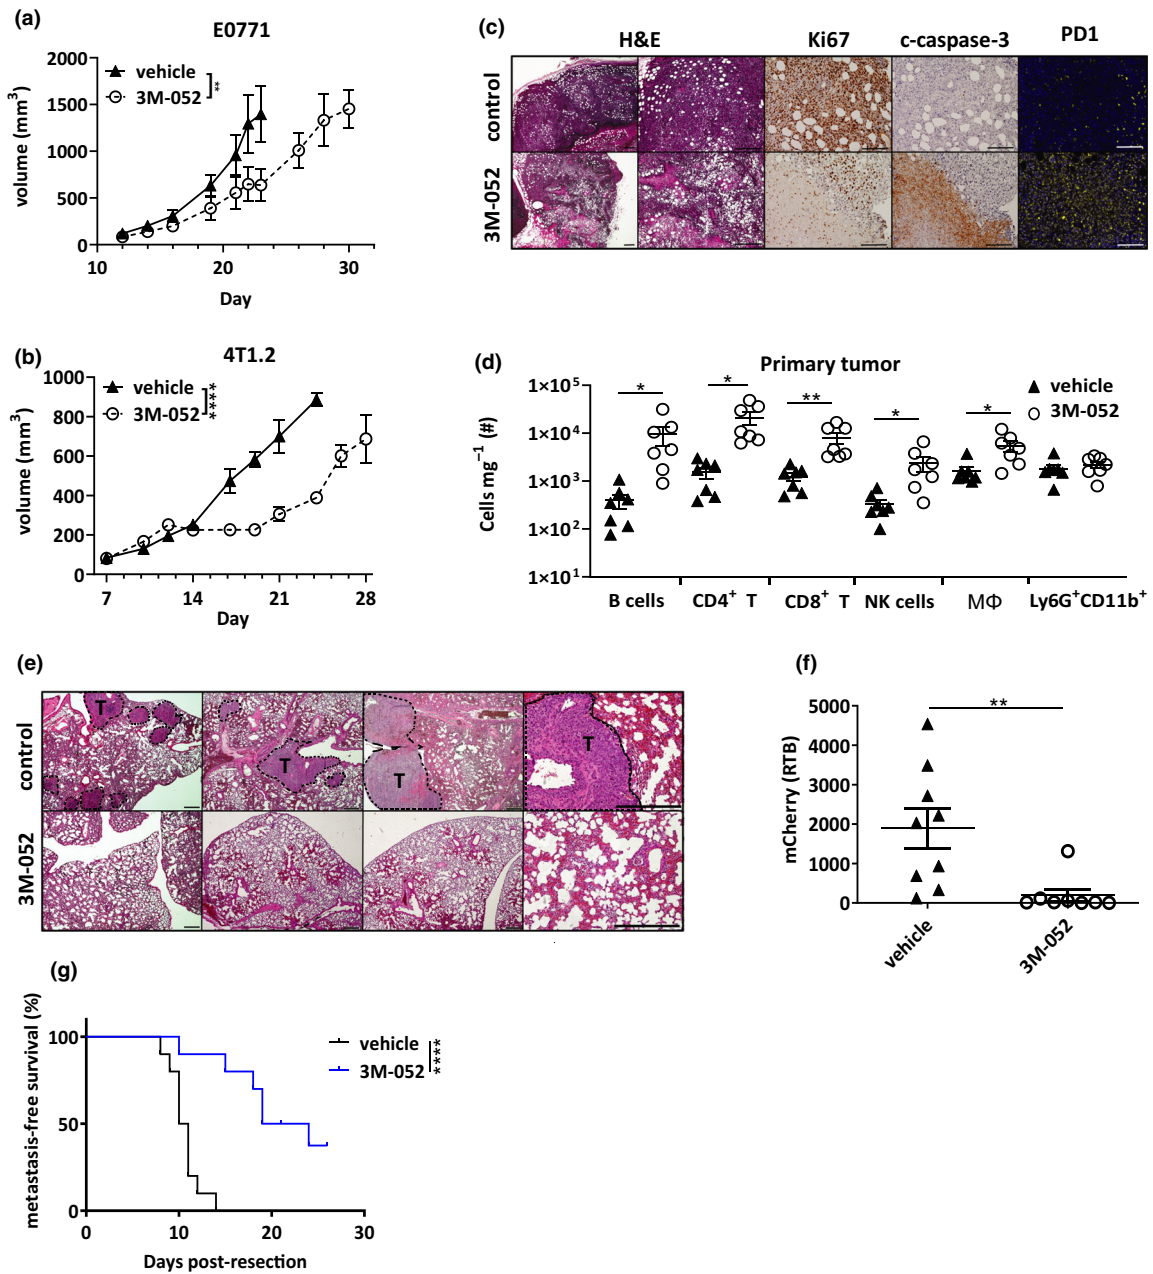 (a)
E0771
2000
1500
1000
500
0
volume (mm³)
vehicle
3M-052
**
10
20
30
Day
(b)
4T1.2
1000
800
600
400
200
0
volume (mm³)
vehicle
3M-052
****
7
14
21
28
Day
(c)
H&E
Ki67
c-caspase-3
PD1
control
3M-052
(d)
Primary tumor
vehicle
3M-052
1×10⁵
1×10⁴
1×10³
1×10²
1×10¹
Cells mg⁻¹ (#)
*
*
**
*
*
B cells
CD4⁺ T
CD8⁺ T
NK cells
MΦ
Ly6G⁺CD11b⁺
(e)
control
3M-052
T
T
T
T
(f)
5000
4000
3000
2000
1000
0
mCherry (RTB)
**
vehicle
3M-052
(g)
metastasis-free survival (%)
100
50
0
vehicle
3M-052
****
0
10
20
30
Days post-resection